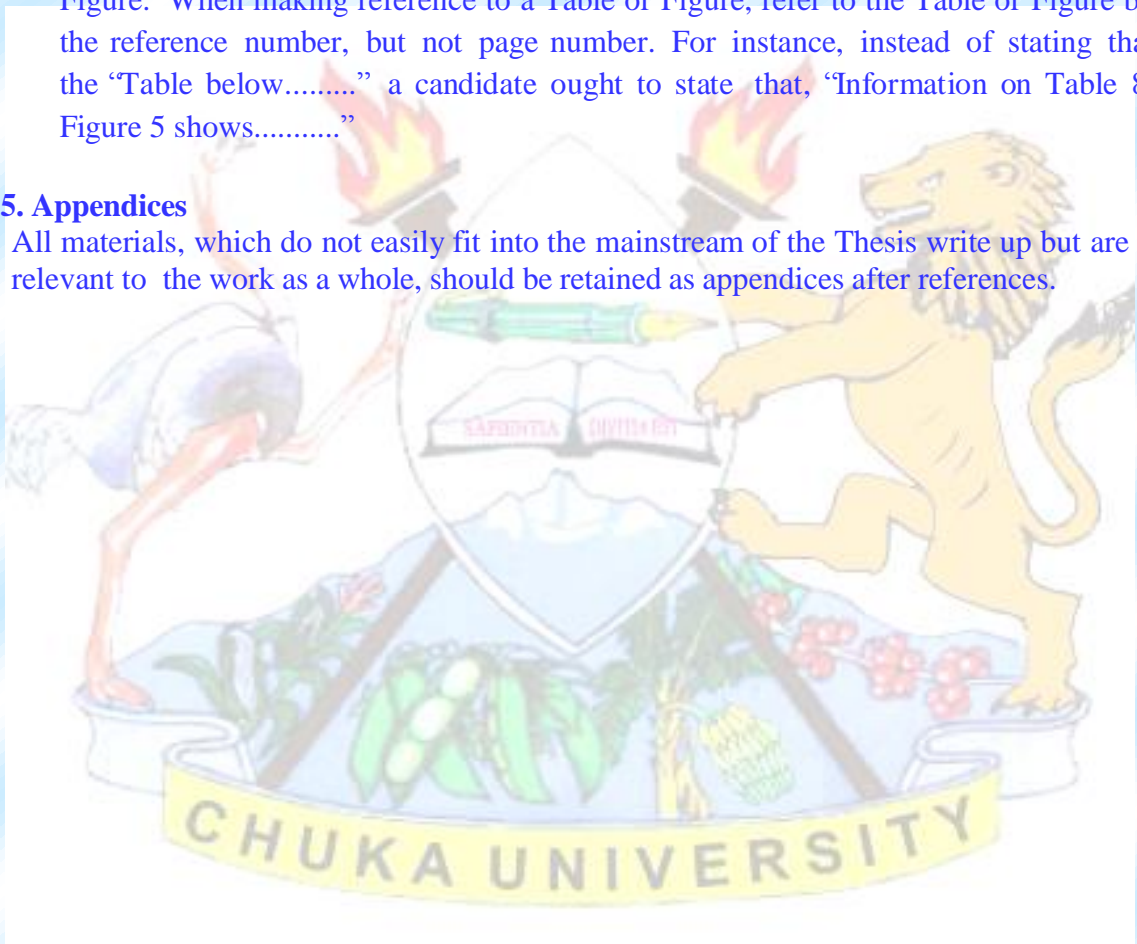 Figure. When making reference to a Table or Figure, refer to the Table or Figure b
the reference number, but not page number. For instance, instead of stating tha
the “Table below.........” a candidate ought to state that, “Information on Table 8
Figure 5 shows...........”
5. Appendices
All materials, which do not easily fit into the mainstream of the Thesis write up but are
relevant to the work as a whole, should be retained as appendices after references.
SAPIENTIA DIVITIA EST
CHUKA UNIVERSITY